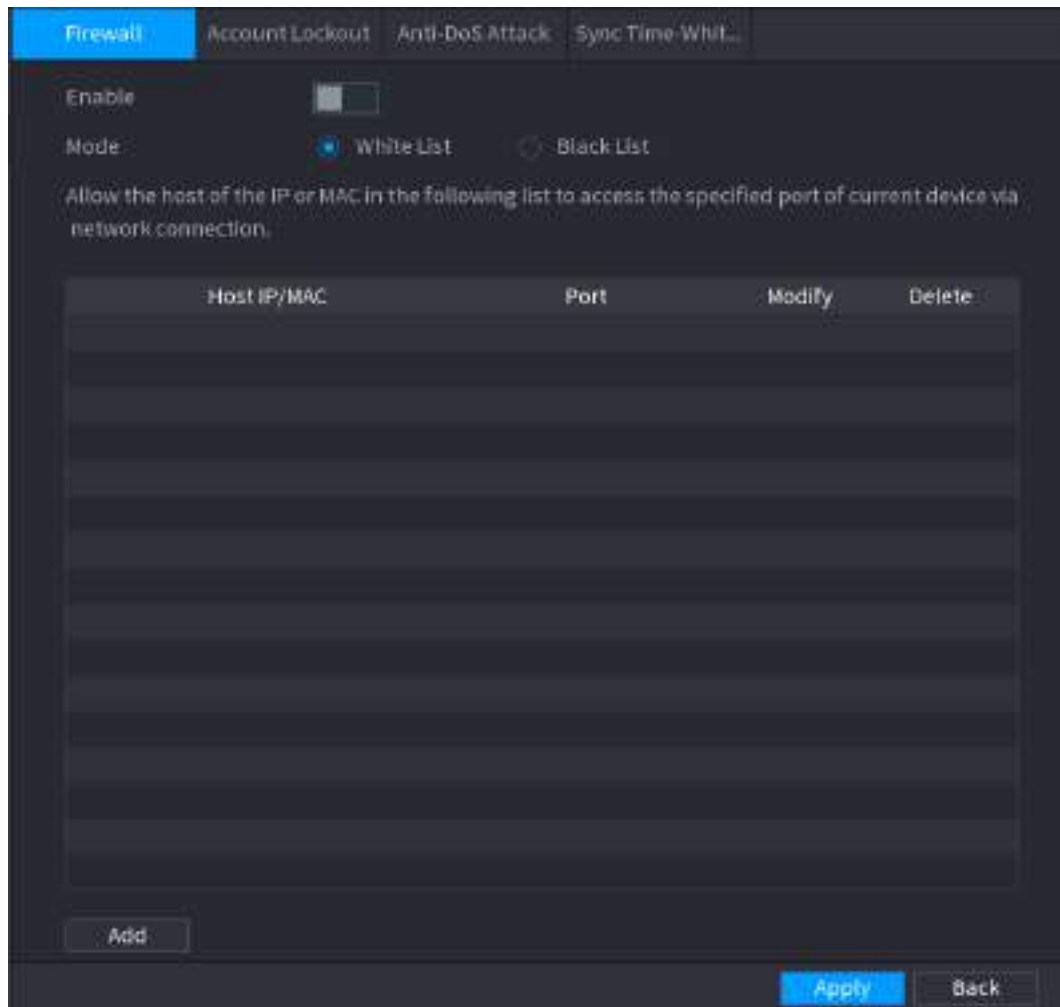 Firewall Account Lockout Anti-DoS Attack Sync Time-Whit...
Enable
Mode White List Black List
Allow the host of the IP or MAC in the following list to access the specified port of current device via
network connection.
Host IP/MAC Port Modify Delete
Add
Apply Back